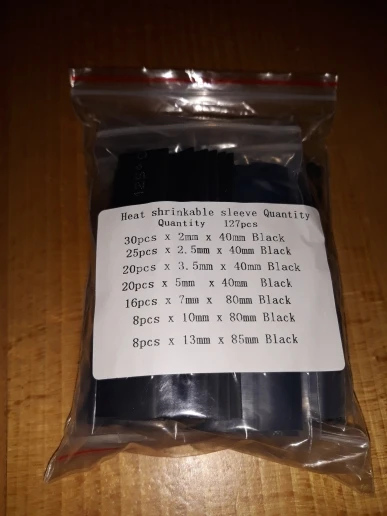 Heat shrinkable sleeve Quantity
Quantity 127pcs
30pcs x 2mm x 40mm Black
25pcs x 2.5mm x 40mm Black
20pcs x 3.5mm x 40mm Black
20pcs x 5mm x 40mm Black
16pcs x 7mm x 80mm Black
8pcs x 10mm x 80mm Black
8pcs x 13mm x 85mm Black